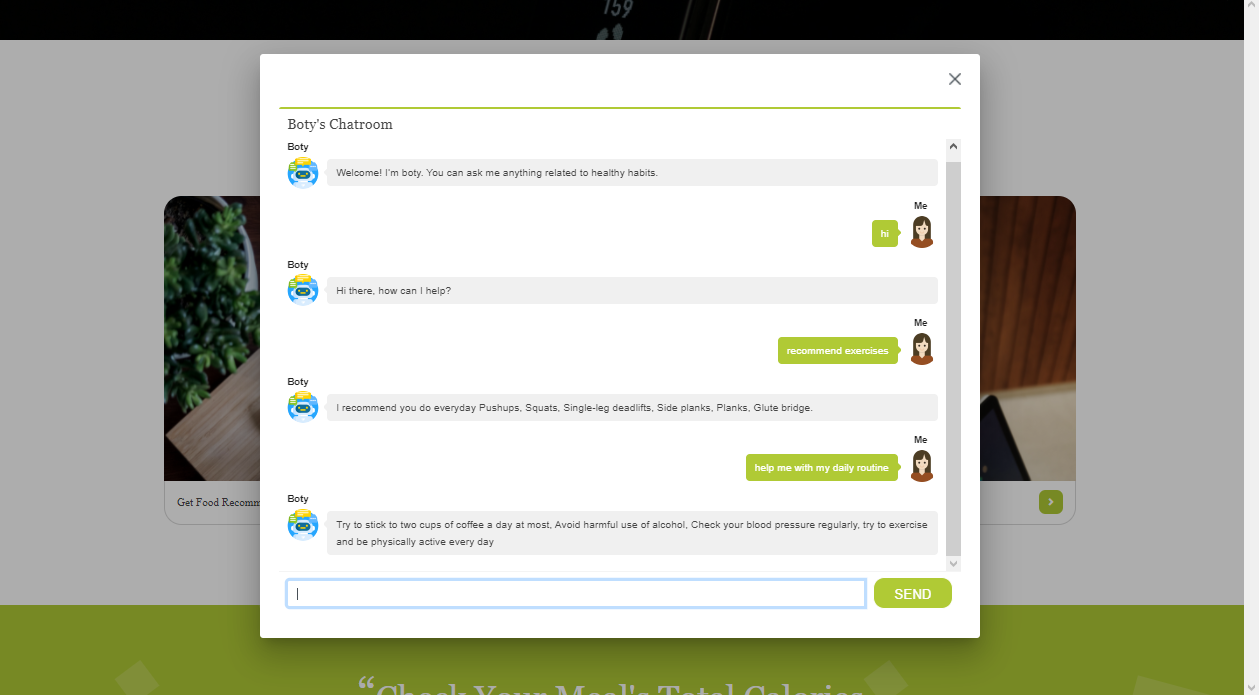 159
Boty's Chatroom
Boty
Welcome! I'm boty. You can ask me anything related to healthy habits.
Me
hi
Boty
Hi there, how can I help?
Me
recommend exercises
Boty
I recommend you do everyday Pushups, Squats, Single-leg deadlifts, Side planks, Planks, Glute bridge.
Me
help me with my daily routine
Boty
Try to stick to two cups of coffee a day at most, Avoid harmful use of alcohol, Check your blood pressure regularly, try to exercise
and be physically active every day
Get Food Recomm
SEND
“Check Your Meal's Total Calories